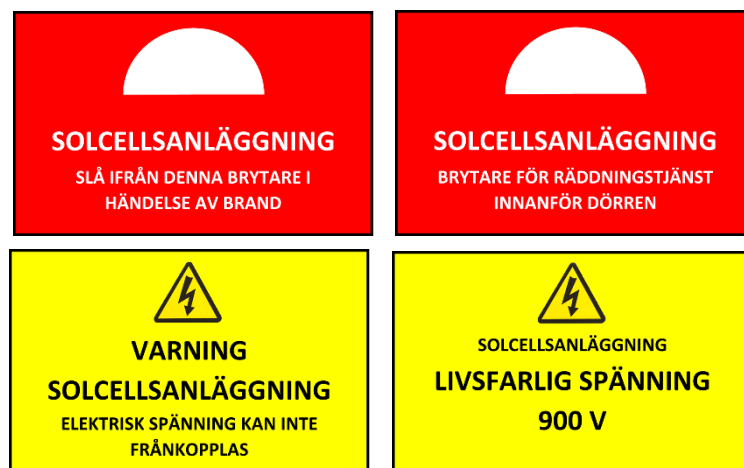 SOLCELLSANLÄGGNING
SLÅ IFRÅN DENNA BRYTARE I
HÄNDELSE AV BRAND
SOLCELLSANLÄGGNING
BRYTARE FÖR RÄDDNINGSTJÄNST
INNANFÖR DÖRREN
VARNING
SOLCELLSANLÄGGNING
ELEKTRISK SPÄNNING KAN INTE
FRÅNKOPPLAS
SOLCELLSANLÄGGNING
LIVSFARLIG SPÄNNING
900 V